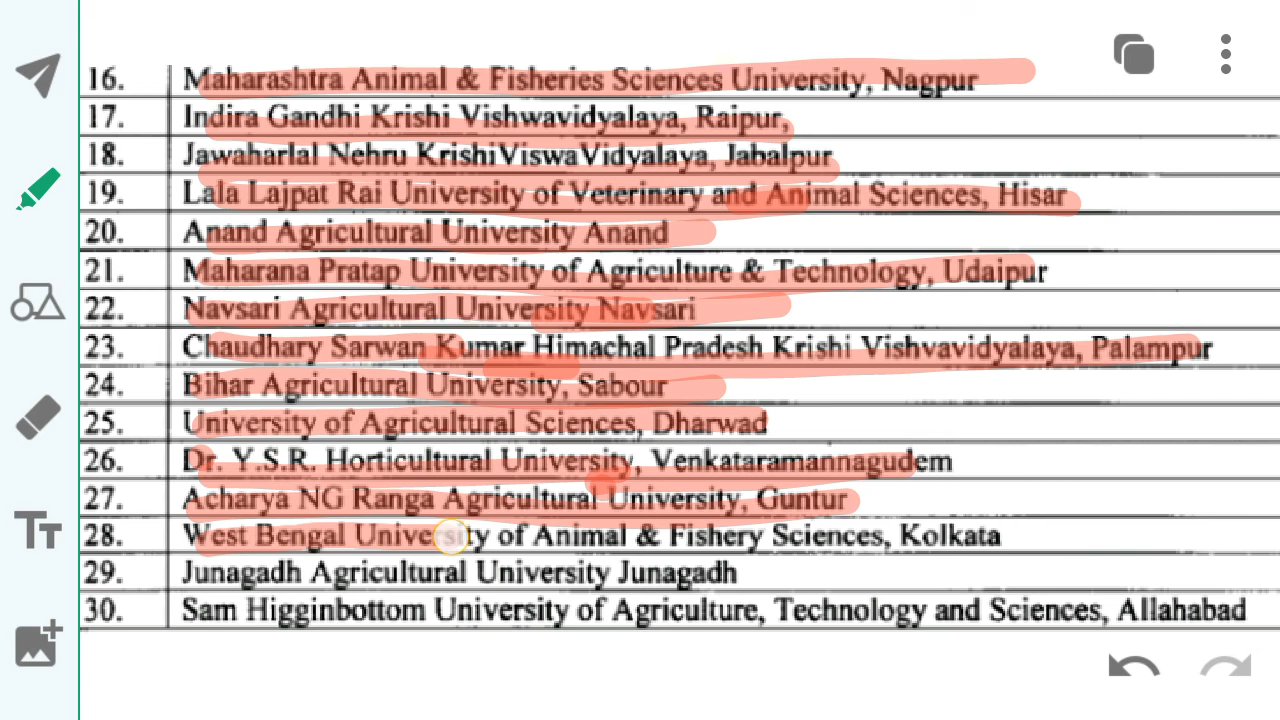 16. Maharashtra Animal & Fisheries Sciences University, Nagpur
17. Indira Gandhi Krishi Vishwavidyalaya, Raipur,
18. Jawaharlal Nehru KrishiViswaVidyalaya, Jabalpur
19. Lala Lajpat Rai University of Veterinary and Animal Sciences, Hisar
20. Anand Agricultural University Anand
21. Maharana Pratap University of Agriculture & Technology, Udaipur
22. Navsari Agricultural University Navsari
23. Chaudhary Sarwan Kumar Himachal Pradesh Krishi Vishvavidyalaya, Palampur
24. Bihar Agricultural University, Sabour
25. University of Agricultural Sciences, Dharwad
26. Dr. Y.S.R. Horticultural University, Venkataramannagudem
27. Acharya NG Ranga Agricultural University, Guntur
28. West Bengal University of Animal & Fishery Sciences, Kolkata
29. Junagadh Agricultural University Junagadh
30. Sam Higginbottom University of Agriculture, Technology and Sciences, Allahabad
TT